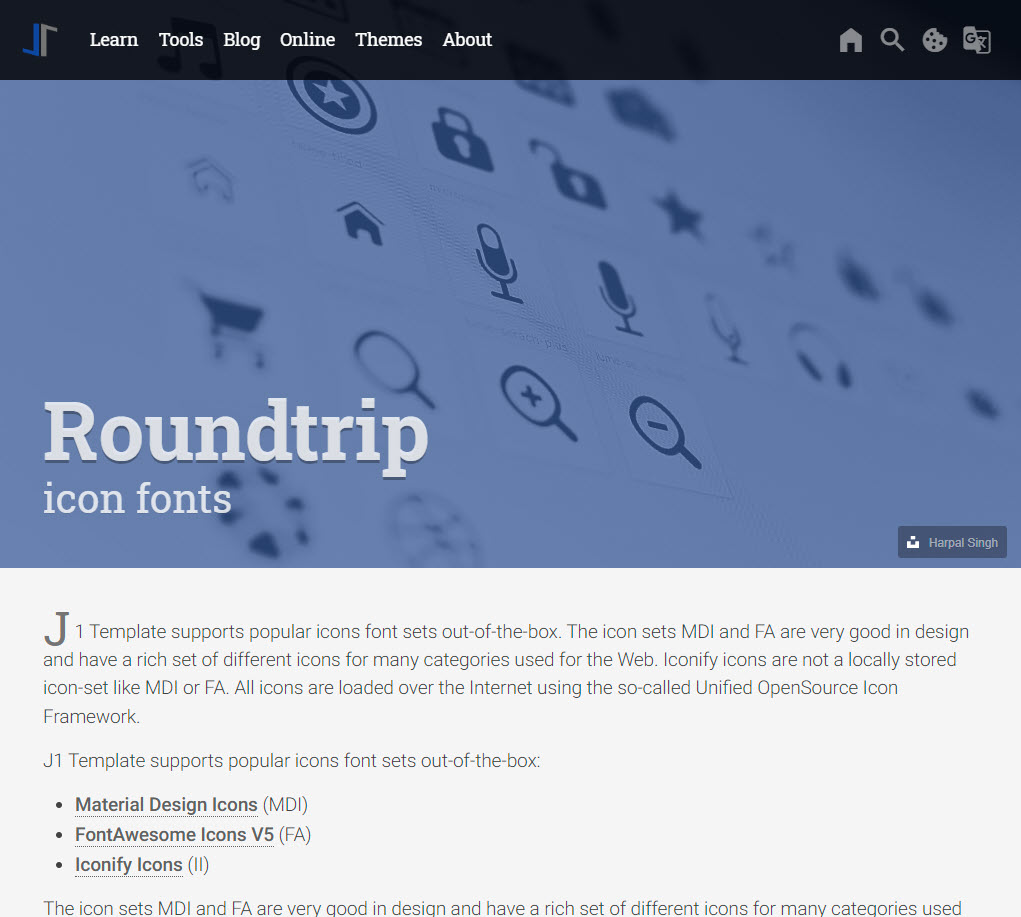 Learn Tools Blog Online Themes About
Roundtrip
icon fonts
Harpal Singh
J1 Template supports popular icons font sets out-of-the-box. The icon sets MDI and FA are very good in design
and have a rich set of different icons for many categories used for the Web. Iconify icons are not a locally stored
icon-set like MDI or FA. All icons are loaded over the Internet using the so-called Unified OpenSource Icon
Framework.
J1 Template supports popular icons font sets out-of-the-box:
Material Design Icons (MDI)
FontAwesome Icons V5 (FA)
Iconify Icons (II)
The icon sets MDI and FA are very good in design and have a rich set of different icons for many categories used